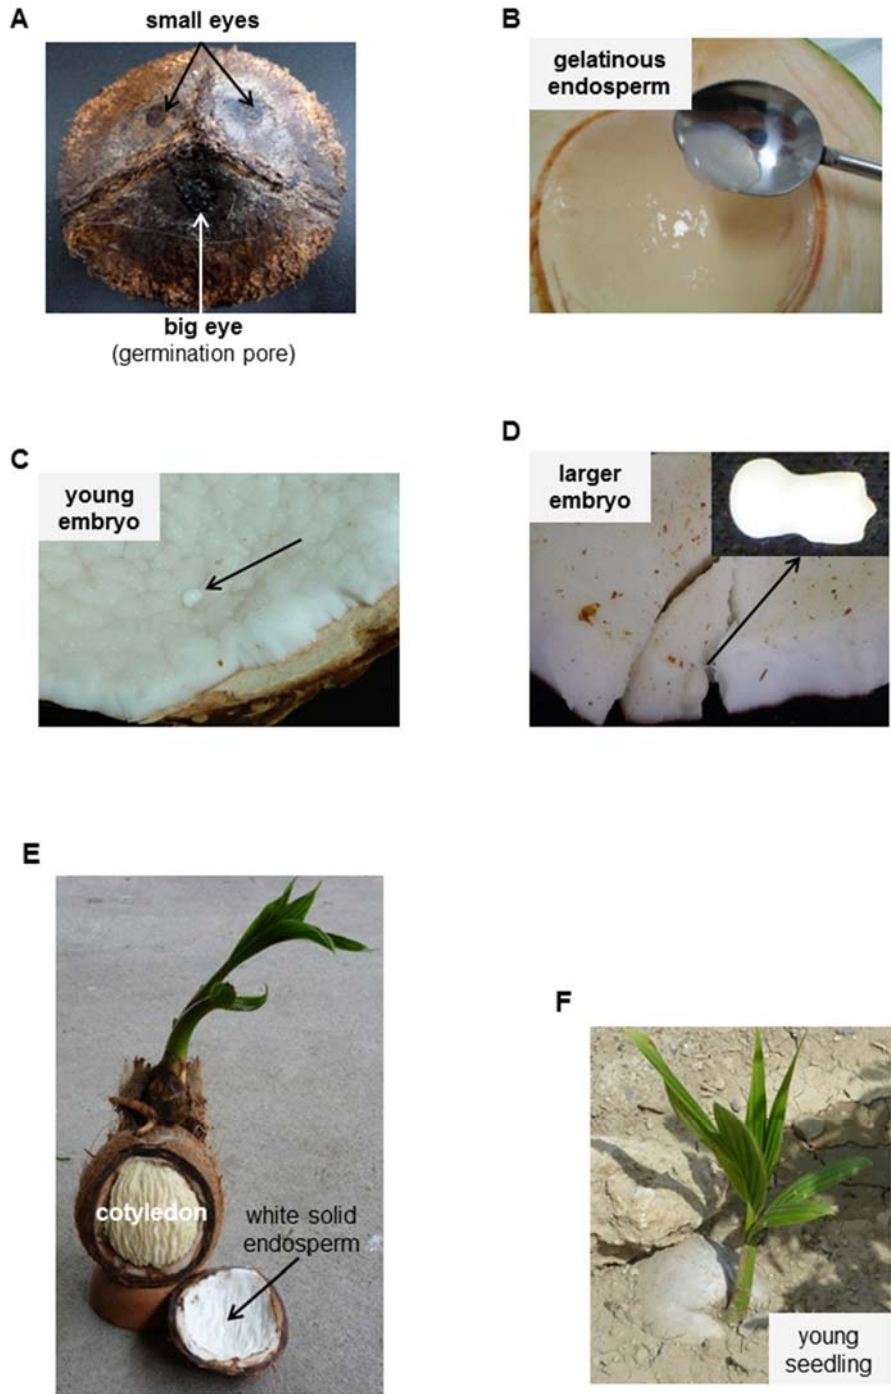 A
small eyes
big eye
(germination pore)
B
gelatinous
endosperm
C
young
embryo
D
larger
embryo
E
cotyledon
white solid
endosperm
F
young
seedling